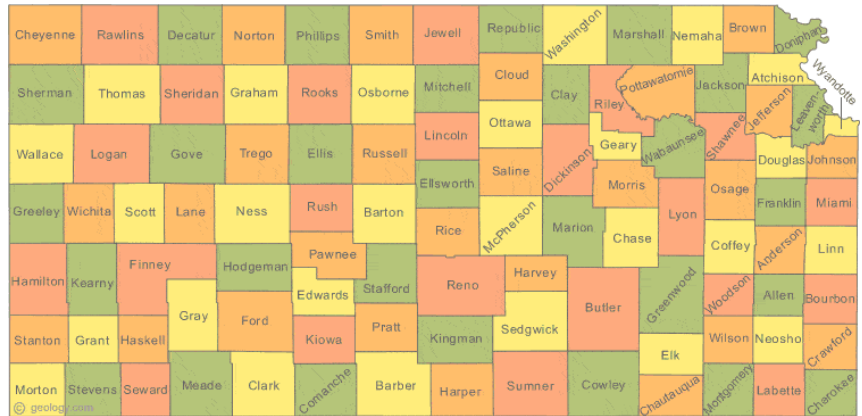 Cheyenne
Rawlins
Decatur
Norton
Phillips
Smith
Jewell
Republic
Washington
Marshall
Nemaha
Brown
Doniphan
Sherman
Thomas
Sheridan
Graham
Rooks
Osborne
Mitchell
Cloud
Clay
Riley
Pottawatomie
Jackson
Atchison
Wyandotte
Jefferson
Leaven-
worth
Wallace
Logan
Gove
Trego
Ellis
Russell
Lincoln
Ottawa
Saline
Dickinson
Geary
Wabaunsee
Shawnee
Douglas
Johnson
Greeley
Wichita
Scott
Lane
Ness
Rush
Barton
Ellsworth
Rice
McPherson
Marion
Morris
Chase
Lyon
Osage
Franklin
Miami
Hamilton
Kearny
Finney
Hodgeman
Pawnee
Edwards
Stafford
Reno
Harvey
Butler
Greenwood
Coffey
Anderson
Linn
Woodson
Allen
Bourbon
Stanton
Grant
Haskell
Gray
Ford
Kiowa
Pratt
Kingman
Sedgwick
Elk
Wilson
Neosho
Crawford
Morton
Stevens
Seward
Meade
Clark
Comanche
Barber
Harper
Sumner
Cowley
Chautauqua
Montgomery
Labette
Cherokee
© geology.com